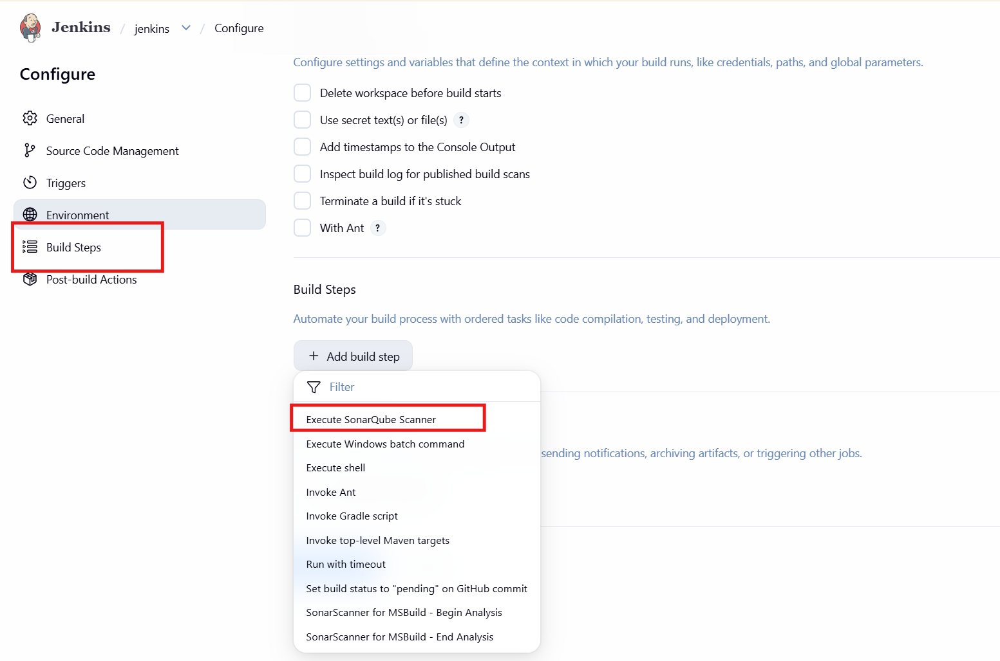 Jenkins / jenkins / Configure
Configure
General
Source Code Management
Triggers
Environment
Build Steps
Post-build Actions
Configure settings and variables that define the context in which your build runs, like credentials, paths, and global parameters.
Delete workspace before build starts
Use secret text(s) or file(s) ?
Add timestamps to the Console Output
Inspect build log for published build scans
Terminate a build if it's stuck
With Ant ?
Build Steps
Automate your build process with ordered tasks like code compilation, testing, and deployment.
+ Add build step
Filter
Execute SonarQube Scanner
Execute Windows batch command
sending notifications, archiving artifacts, or triggering other jobs.
Execute shell
Invoke Ant
Invoke Gradle script
Invoke top-level Maven targets
Run with timeout
Set build status to "pending" on GitHub commit
SonarScanner for MSBuild - Begin Analysis
SonarScanner for MSBuild - End Analysis